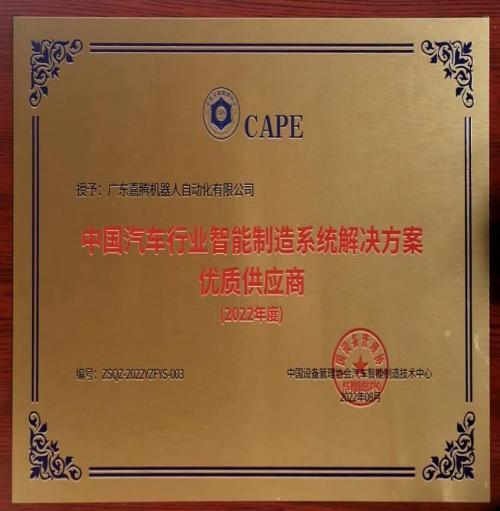 CAPE
授予：广东嘉腾机器人自动化有限公司
中国汽车行业智能制造系统解决方案
优质供应商
(2022年度)
编号：ZSQZ-2022YZFYS-003
中国设备管理协会汽车智能制造技术中心
2022年08月